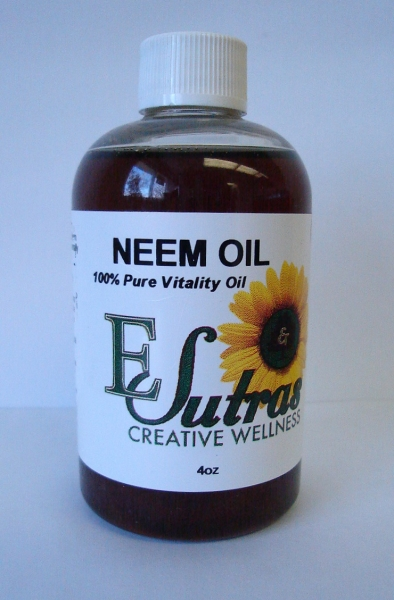 NEEM OIL
100% Pure Vitality Oil
&
E Sutras
CREATIVE WELLNESS
4oz